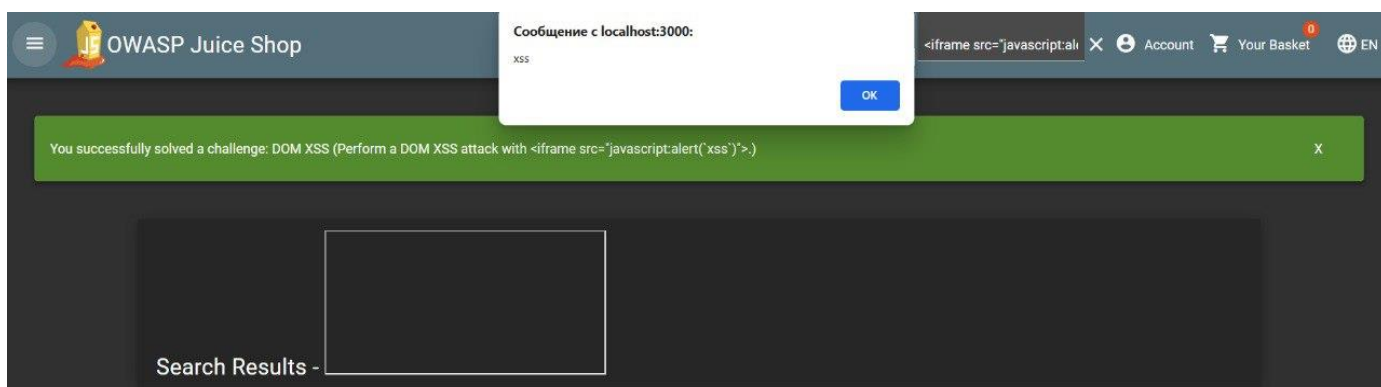 OWASP Juice Shop
Сообщение с localhost:3000:
xss
OK
<iframe src="javascript:al
Account
0
Your Basket
EN
You successfully solved a challenge: DOM XSS (Perform a DOM XSS attack with <iframe src="javascript:alert(`xss`)">.)
X
Search Results -